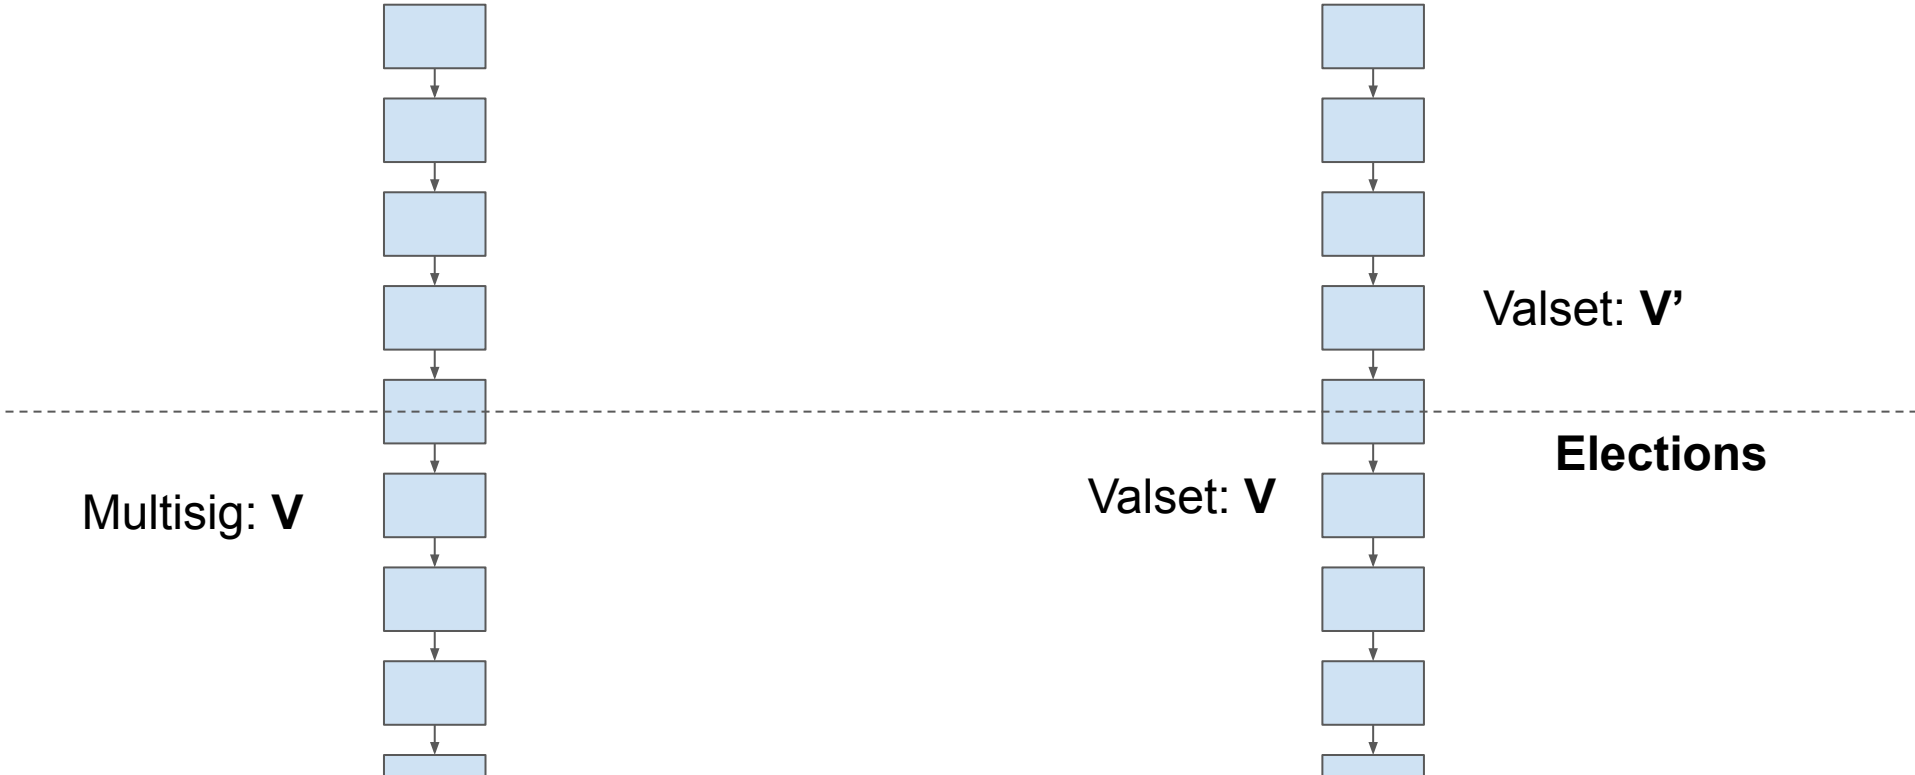 Valset: V’
Elections
Multisig: V
Valset: V